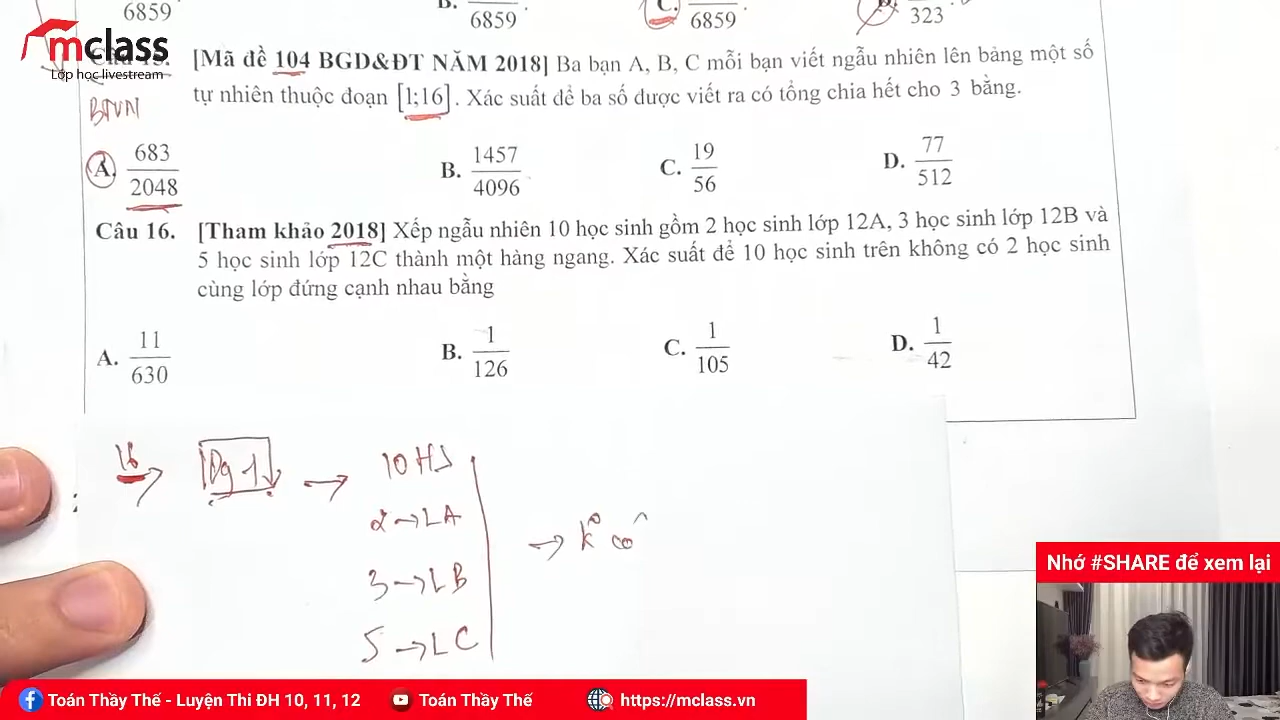 6859
B.
6859
C.
6859
323
mclass
Lớp học livestream
[Mã đề 104 BGD&ĐT NĂM 2018] Ba bạn A, B, C mỗi bạn viết ngẫu nhiên lên bảng một số
tự nhiên thuộc đoạn [1;16]. Xác suất để ba số được viết ra có tổng chia hết cho 3 bằng.
BTVN
A. 683/2048
B. 1457/4096
C. 19/56
D. 77/512
Câu 16. [Tham khảo 2018] Xếp ngẫu nhiên 10 học sinh gồm 2 học sinh lớp 12A, 3 học sinh lớp 12B và
5 học sinh lớp 12C thành một hàng ngang. Xác suất để 10 học sinh trên không có 2 học sinh
cùng lớp đứng cạnh nhau bằng
A. 11/630
B. 1/126
C. 1/105
D. 1/42
16 → Dg 1 → 10 HS
2 → LA
3 → LB
5 → LC
→ k° có
Nhớ #SHARE để xem lại
Toán Thầy Thế - Luyện Thi ĐH 10, 11, 12
Toán Thầy Thế
https://mclass.vn